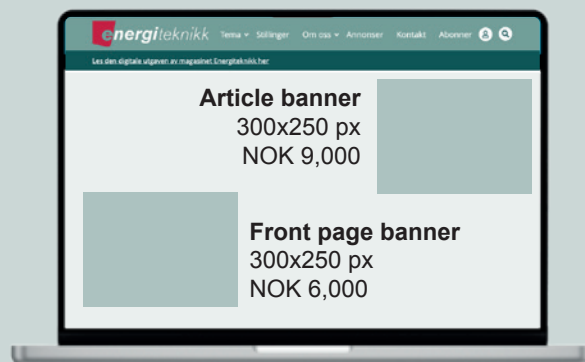 energiteknikk Tema Stillinger Om oss Annonser Kontakt Abonner
Les den digitale utgaven av magasinet Energiteknikk her
Article banner
300x250 px
NOK 9,000
Front page banner
300x250 px
NOK 6,000